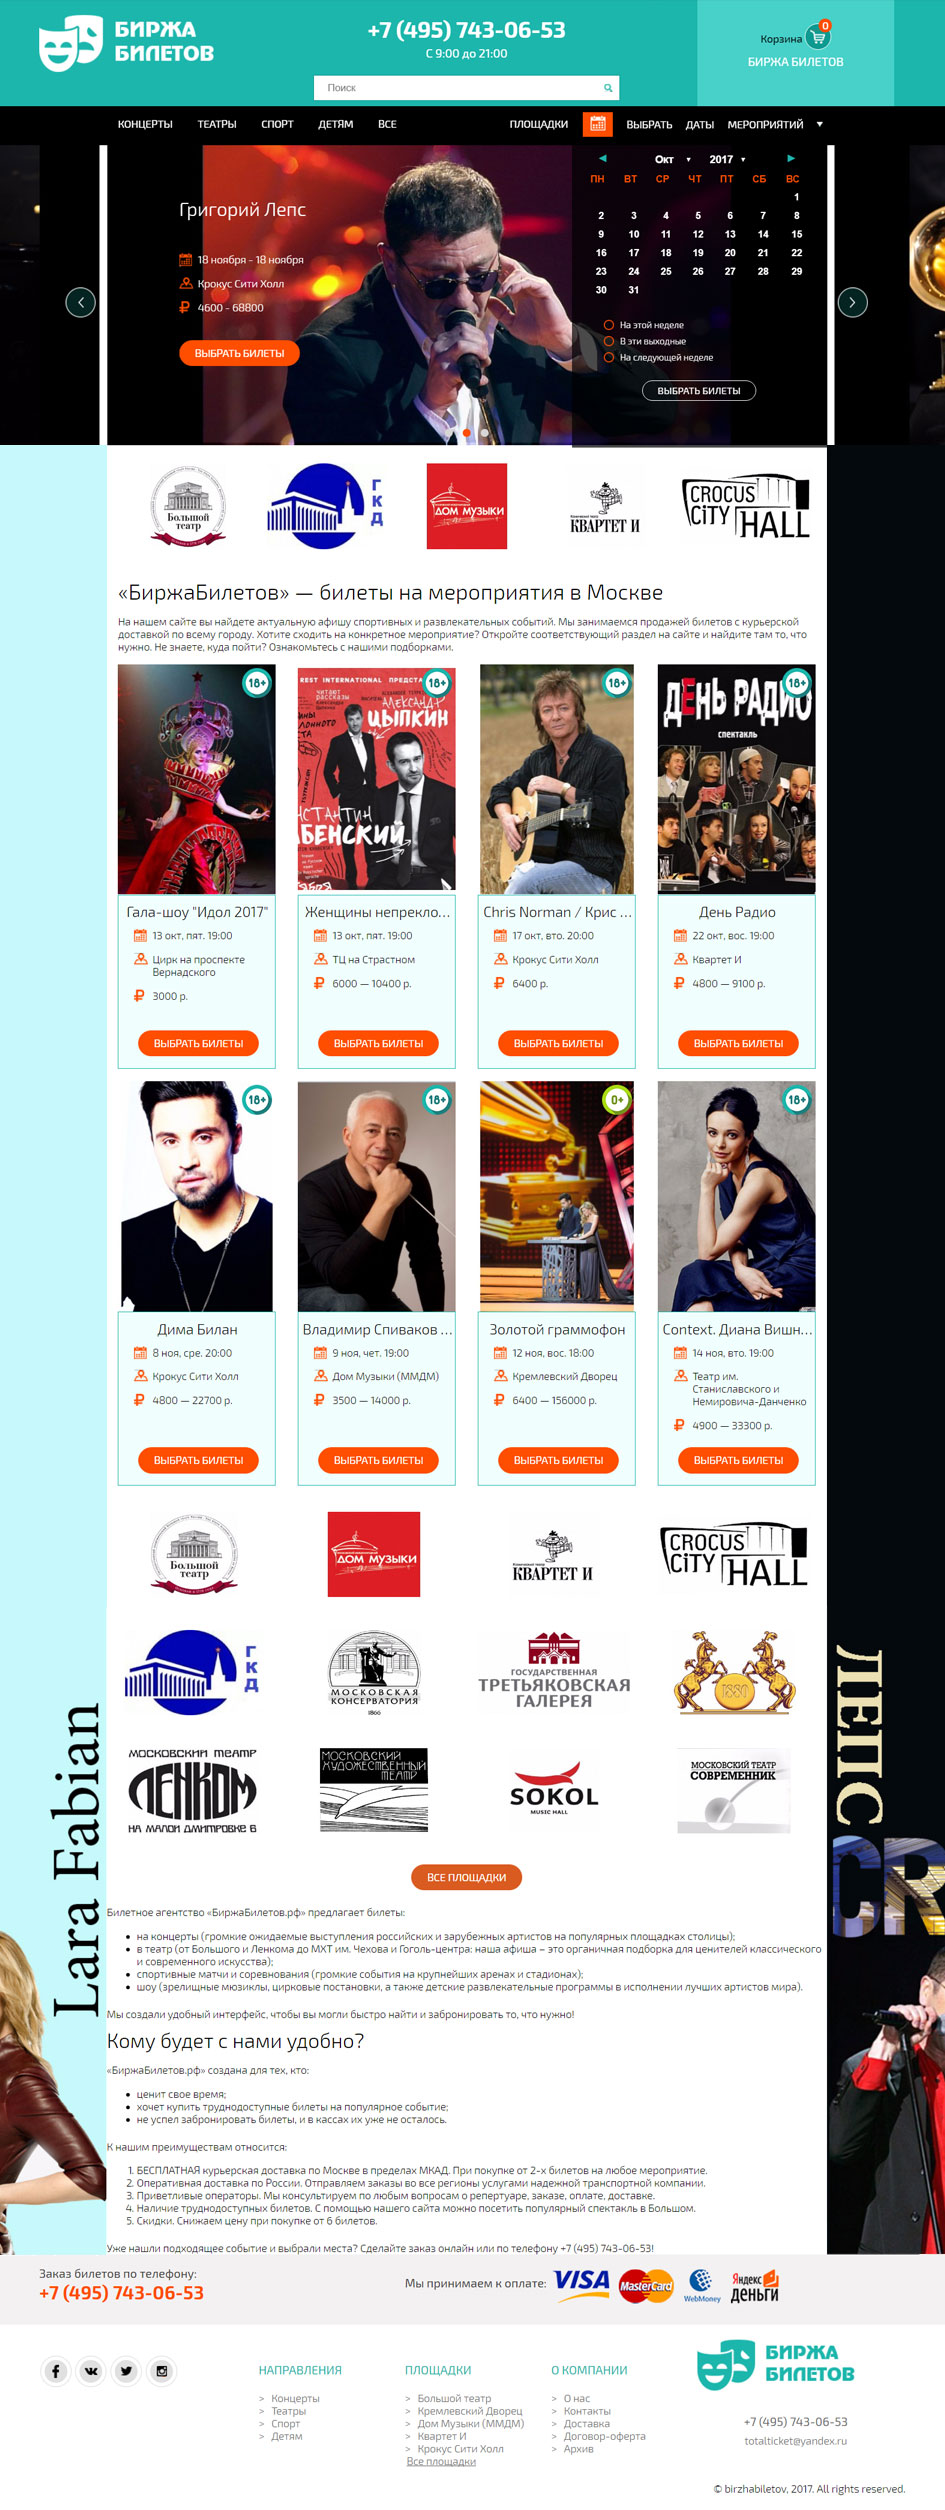 БИРЖА
БИЛЕТОВ
+7 (495) 743-06-53
С 9:00 до 21:00
Поиск
Корзина
0
БИРЖА БИЛЕТОВ
КОНЦЕРТЫ ТЕАТРЫ СПОРТ ДЕТЯМ ВСЕ ПЛОЩАДКИ ВЫБРАТЬ ДАТЫ МЕРОПРИЯТИЙ
Григорий Лепс
18 ноября - 18 ноября
Крокус Сити Холл
4600 - 68800
ВЫБРАТЬ БИЛЕТЫ
Окт 2017
ПН ВТ СР ЧТ ПТ СБ ВС
1
2 3 4 5 6 7 8
9 10 11 12 13 14 15
16 17 18 19 20 21 22
23 24 25 26 27 28 29
30 31
На этой неделе
В эти выходные
На следующей неделе
ВЫБРАТЬ БИЛЕТЫ
Большой театр
ГКД
ДОМ МУЗЫКИ
КВАРТЕТ И
CROCUS CITY HALL
«БиржаБилетов» — билеты на мероприятия в Москве
На нашем сайте вы найдете актуальную афишу спортивных и развлекательных событий. Мы занимаемся продажей билетов с курьерской
доставкой по всему городу. Хотите сходить на конкретное мероприятие? Откройте соответствующий раздел на сайте и найдите там то, что
нужно. Не знаете, куда пойти? Ознакомьтесь с нашими подборками.
18+ 18+ 18+ 18+
REST INTERNATIONAL ПРЕДСТА
ЧИТАЮТ
РАССКАЗЫ
АЛЕКСАНДР
ЦЫПКИН
НСТАНТИН
БЕНСКИЙ
ДЕНЬ РАДИО
спектакль
Гала-шоу "Идол 2017"
13 окт, пят. 19:00
Цирк на проспекте
Вернадского
3000 р.
ВЫБРАТЬ БИЛЕТЫ
Женщины непрекло...
13 окт, пят. 19:00
ТЦ на Страстном
6000 — 10400 р.
ВЫБРАТЬ БИЛЕТЫ
Chris Norman / Крис ...
17 окт, вто. 20:00
Крокус Сити Холл
6400 р.
ВЫБРАТЬ БИЛЕТЫ
День Радио
22 окт, вос. 19:00
Квартет И
4800 — 9100 р.
ВЫБРАТЬ БИЛЕТЫ
18+ 18+ 0+ 18+
Дима Билан
8 ноя, сре. 20:00
Крокус Сити Холл
4800 — 22700 р.
ВЫБРАТЬ БИЛЕТЫ
Владимир Спиваков ...
9 ноя, чет. 19:00
Дом Музыки (ММДМ)
3500 — 14000 р.
ВЫБРАТЬ БИЛЕТЫ
Золотой граммофон
12 ноя, вос. 18:00
Кремлевский Дворец
6400 — 156000 р.
ВЫБРАТЬ БИЛЕТЫ
Context. Диана Вишн...
14 ноя, вто. 19:00
Театр им.
Станиславского и
Немировича-Данченко
4900 — 33300 р.
ВЫБРАТЬ БИЛЕТЫ
Большой театр
ДОМ МУЗЫКИ
КВАРТЕТ И
CROCUS CITY HALL
ГКД
МОСКОВСКАЯ
КОНСЕРВАТОРИЯ
1866
ГОСУДАРСТВЕННАЯ
ТРЕТЬЯКОВСКАЯ
ГАЛЕРЕЯ
1880
МОСКОВСКИЙ ТЕАТР
ЛЕНКОМ
НА МАЛОЙ ДМИТРОВКЕ 6
МОСКОВСКИЙ
ХУДОЖЕСТВЕННЫЙ
ТЕАТР
SOKOL
MUSIC HALL
МОСКОВСКИЙ ТЕАТР
СОВРЕМЕННИК
Lara Fabian
ЛЕПС
CR
ВСЕ ПЛОЩАДКИ
Билетное агентство «БиржаБилетов.рф» предлагает билеты:
на концерты (громкие ожидаемые выступления российских и зарубежных артистов на популярных площадках столицы);
в театр (от Большого и Ленкома до МХТ им. Чехова и Гоголь-центра: наша афиша – это органичная подборка для ценителей классического
и современного искусства);
спортивные матчи и соревнования (громкие события на крупнейших аренах и стадионах);
шоу (зрелищные мюзиклы, цирковые постановки, а также детские развлекательные программы в исполнении лучших артистов мира).
Мы создали удобный интерфейс, чтобы вы могли быстро найти и забронировать то, что нужно!
Кому будет с нами удобно?
«БиржаБилетов.рф» создана для тех, кто:
ценит свое время;
хочет купить труднодоступные билеты на популярное событие;
не успел забронировать билеты, и в кассах их уже не осталось.
К нашим преимуществам относится:
1. БЕСПЛАТНАЯ курьерская доставка по Москве в пределах МКАД. При покупке от 2-х билетов на любое мероприятие.
2. Оперативная доставка по России. Отправляем заказы во все регионы услугами надежной транспортной компании.
3. Приветливые операторы. Мы консультируем по любым вопросам о репертуаре, заказе, оплате, доставке.
4. Наличие труднодоступных билетов. С помощью нашего сайта можно посетить популярный спектакль в Большом.
5. Скидки. Снижаем цену при покупке от 6 билетов.
Уже нашли подходящее событие и выбрали места? Сделайте заказ онлайн или по телефону +7 (495) 743-06-53!
Заказ билетов по телефону:
+7 (495) 743-06-53
Мы принимаем к оплате:
VISA
MasterCard
WebMoney
Яндекс
деньги
НАПРАВЛЕНИЯ
> Концерты
> Театры
> Спорт
> Детям
ПЛОЩАДКИ
> Большой театр
> Кремлевский Дворец
> Дом Музыки (ММДМ)
> Квартет И
> Крокус Сити Холл
Все площадки
О КОМПАНИИ
> О нас
> Контакты
> Доставка
> Договор-оферта
> Архив
БИРЖА
БИЛЕТОВ
+7 (495) 743-06-53
totalticket@yandex.ru
© birzhabiletov, 2017. All rights reserved.